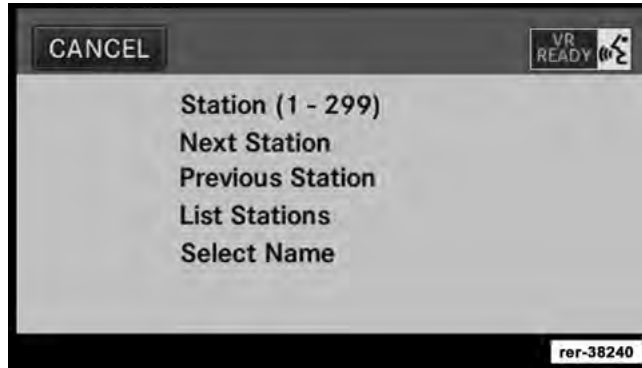 CANCEL
VR
READY
Station (1 - 299)
Next Station
Previous Station
List Stations
Select Name
rer-38240